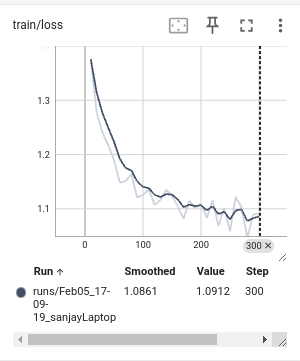 train/loss
1.3
1.2
1.1
0
100
200
300 ×
Run ↑ Smoothed Value Step
runs/Feb05_17- 1.0861 1.0912 300
09-
19_sanjayLaptop